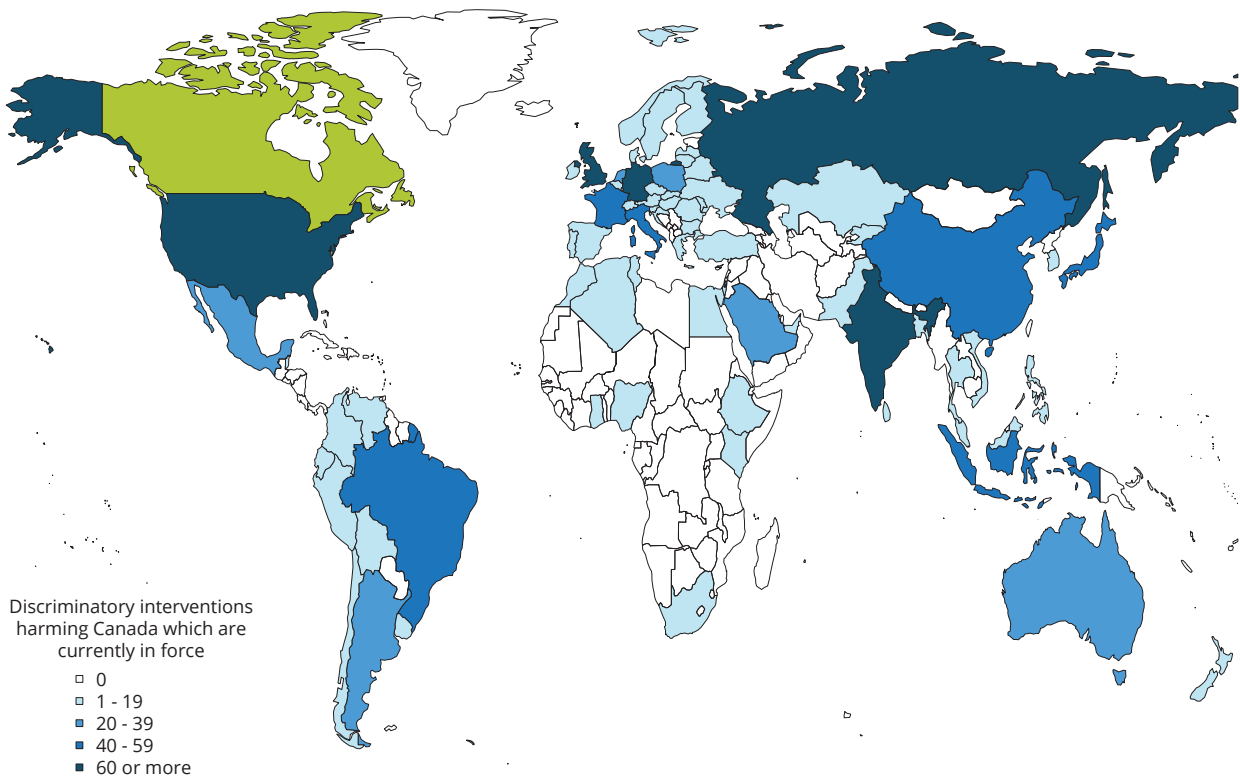 Discriminatory interventions
harming Canada which are
currently in force
0
1 - 19
20 - 39
40 - 59
60 or more